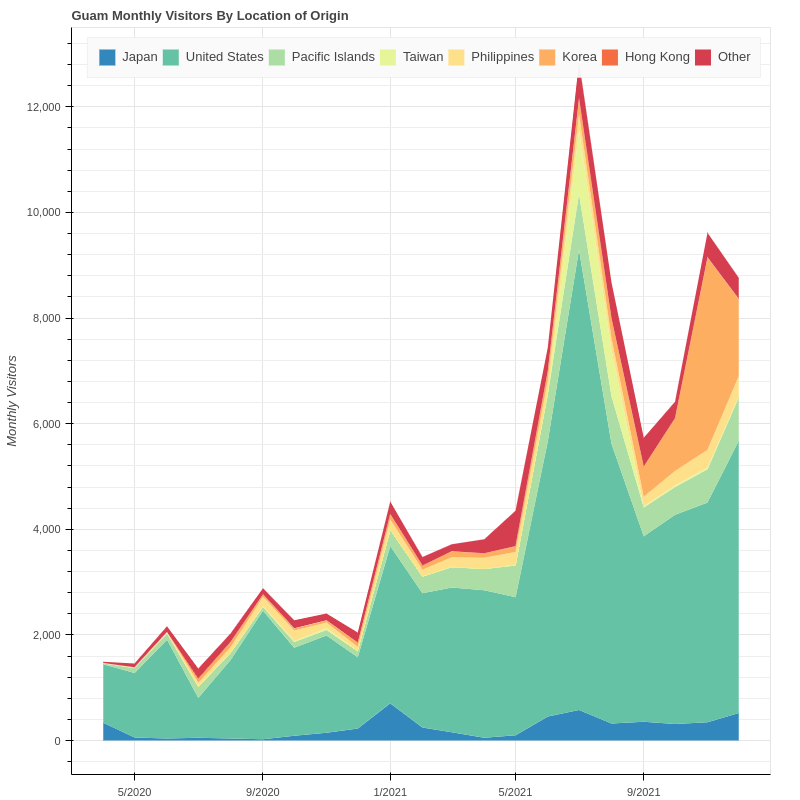 Guam Monthly Visitors By Location of Origin
Japan United States Pacific Islands Taiwan Philippines Korea Hong Kong Other
12,000
10,000
8,000
6,000
4,000
2,000
0
Monthly Visitors
5/2020 9/2020 1/2021 5/2021 9/2021